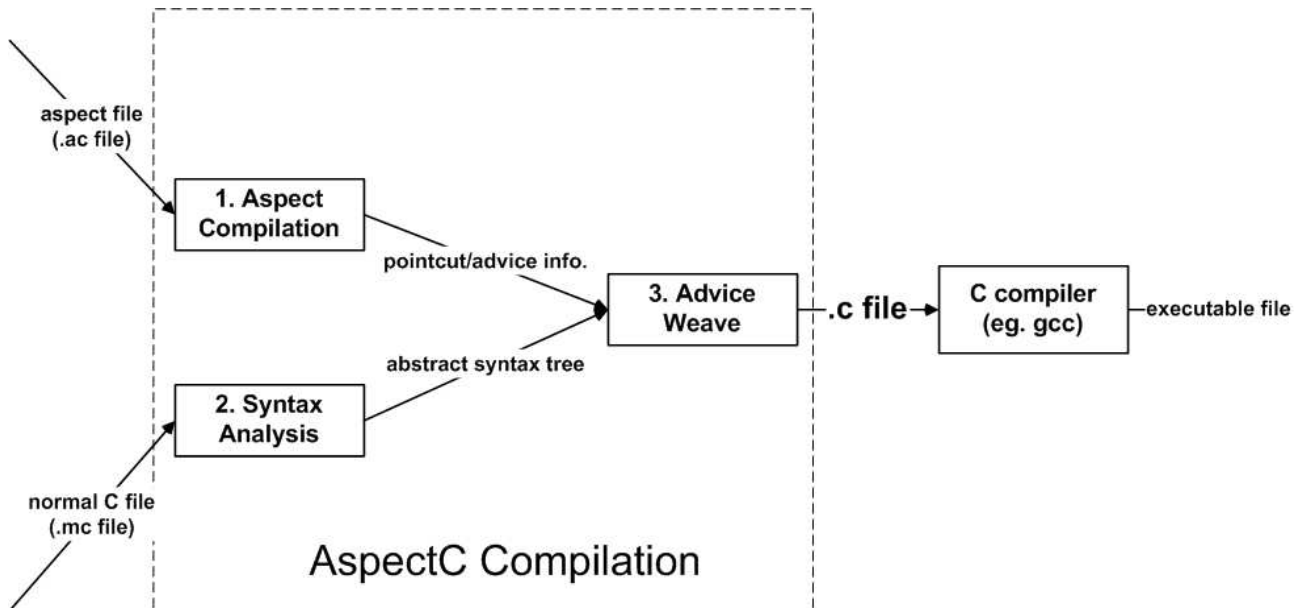 aspect file
(.ac file)
1. Aspect
Compilation
pointcut/advice info.
3. Advice
Weave
.c file
C compiler
(eg. gcc)
executable file
abstract syntax tree
2. Syntax
Analysis
normal C file
(.mc file)
AspectC Compilation